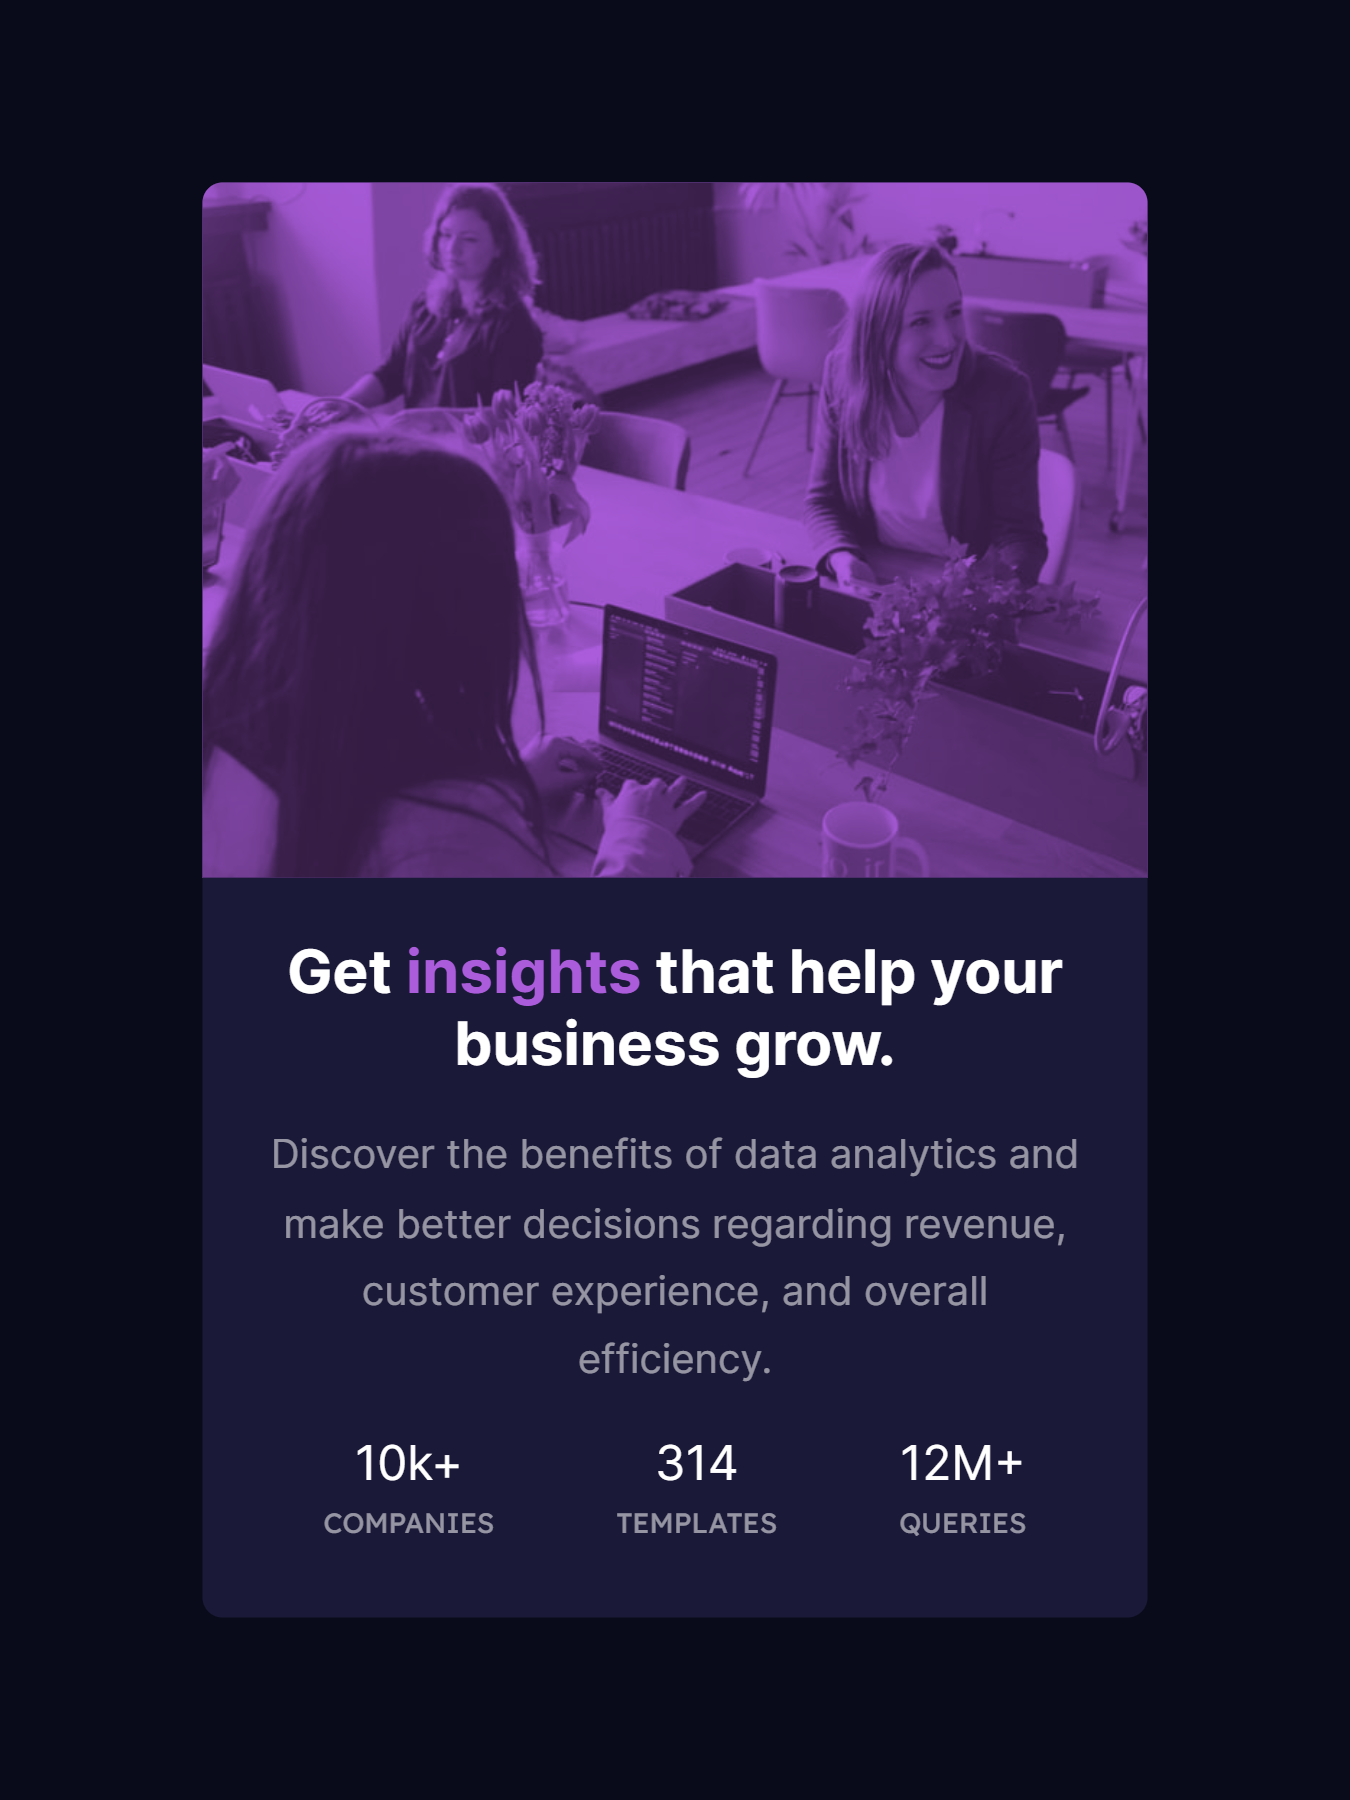 Get insights that help your
business grow.
Discover the benefits of data analytics and
make better decisions regarding revenue,
customer experience, and overall
efficiency.
10k+ 314 12M+
COMPANIES TEMPLATES QUERIES